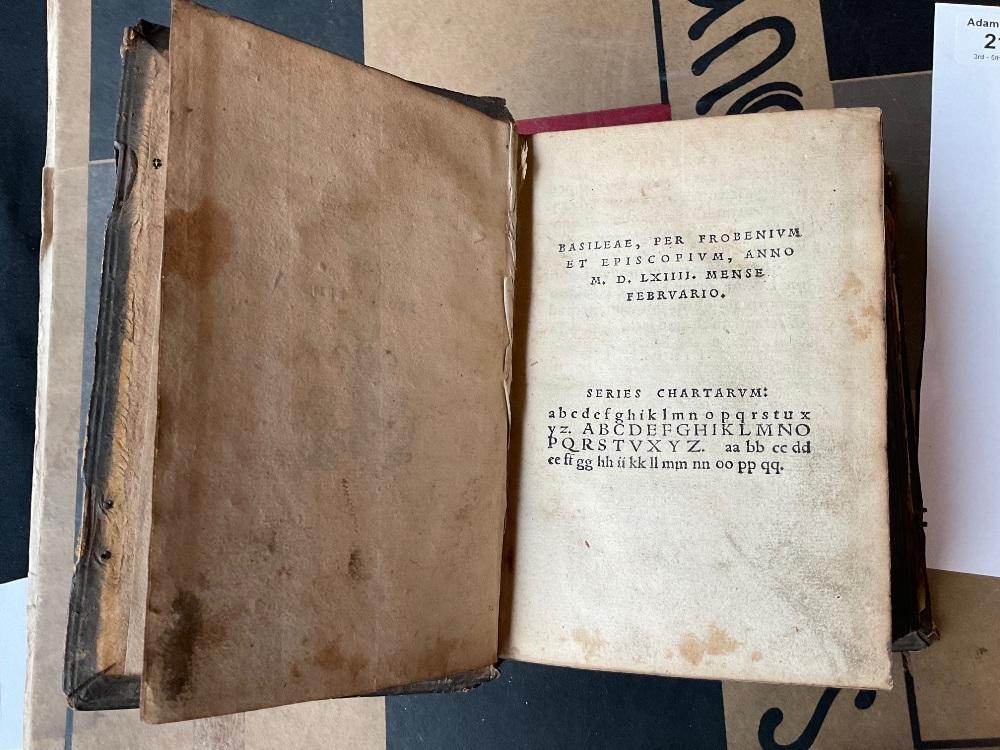 BASILEAE, PER FROBENIVM
ET EPISCOPIVM, ANNO
M. D. LXIIII. MENSE
FEBRVARIO.
SERIES CHARTARVM:
a b c d e f g h i k l m n o p q r s t u x
y z. A B C D E F G H I K L M N O
P Q R S T V X Y Z. aa bb cc dd
ee ff gg hh ii kk ll mm nn oo pp qq.
Adam